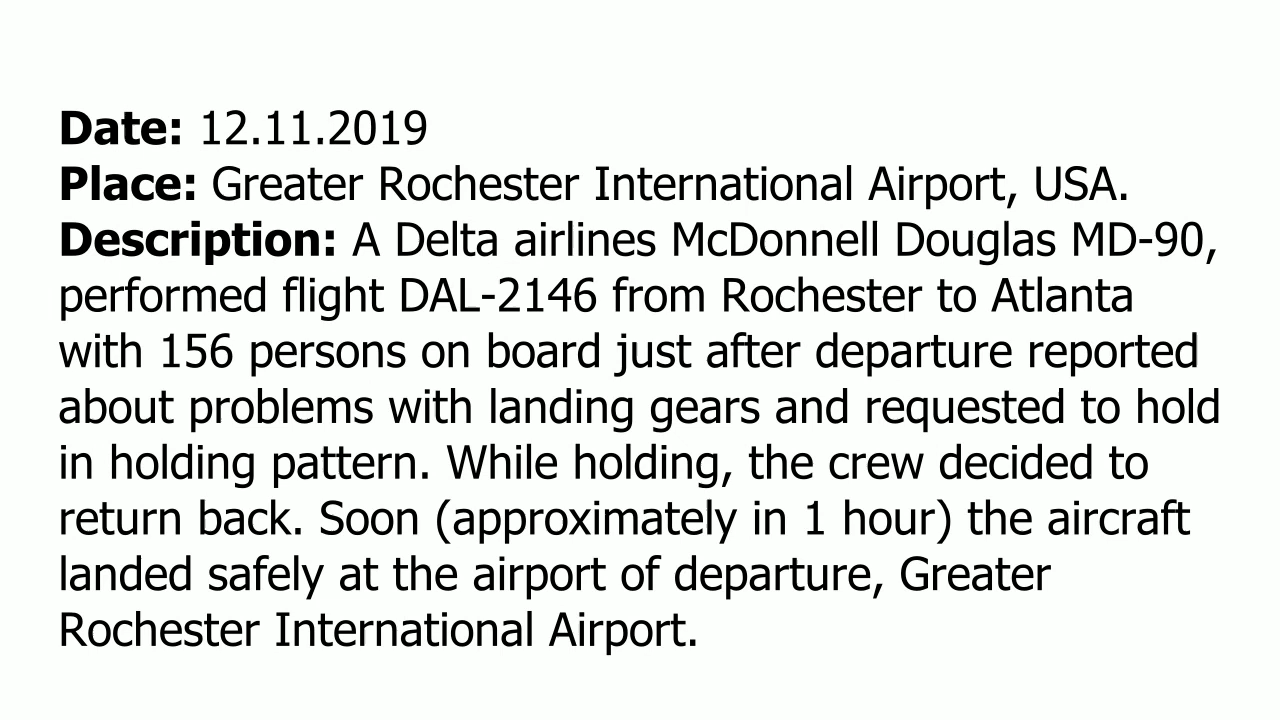 Date: 12.11.2019
Place: Greater Rochester International Airport, USA.
Description: A Delta airlines McDonnell Douglas MD-90,
performed flight DAL-2146 from Rochester to Atlanta
with 156 persons on board just after departure reported
about problems with landing gears and requested to hold
in holding pattern. While holding, the crew decided to
return back. Soon (approximately in 1 hour) the aircraft
landed safely at the airport of departure, Greater
Rochester International Airport.